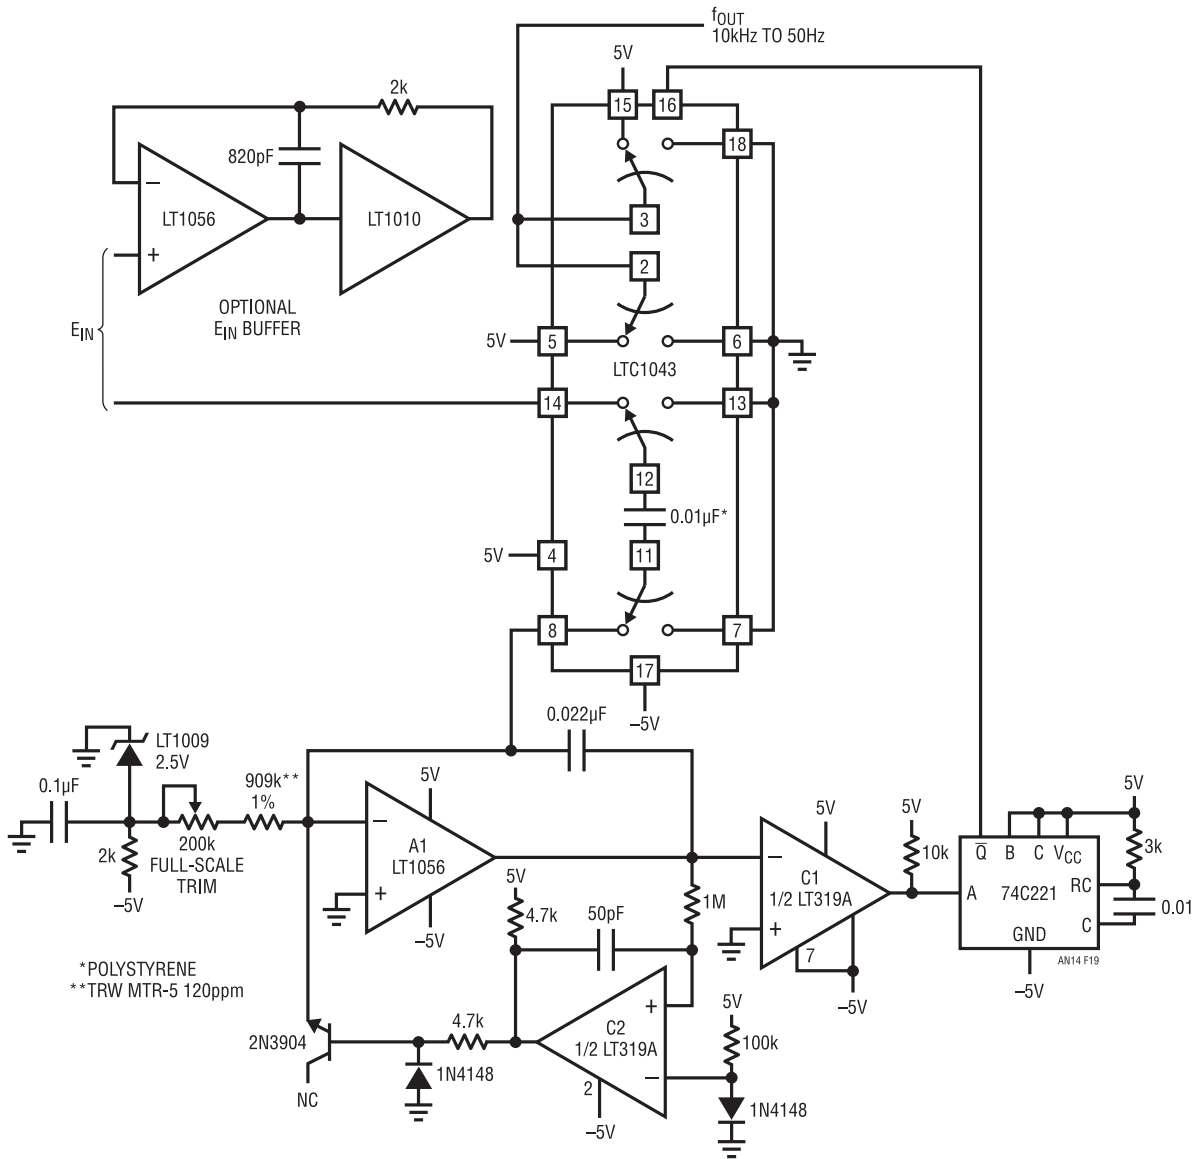 fOUT
10kHz TO 50Hz
5V
15
16
2k
18
820pF
LT1056
LT1010
3
2
−
+
OPTIONAL
EIN BUFFER
EIN
5V
5
6
LTC1043
14
13
12
0.01µF*
5V
4
11
8
7
17
−5V
0.022µF
LT1009
2.5V
0.1µF
909k**
1%
200k
FULL-SCALE
TRIM
2k
−5V
5V
−
A1
LT1056
+
−5V
5V
−
C1
1/2 LT319A
+
7
−5V
5V
10k
5V
3k
Q B C VCC
A
74C221
RC
C
GND
0.01
AN14 F19
−5V
5V
4.7k
50pF
1M
*POLYSTYRENE
**TRW MTR-5 120ppm
2N3904
NC
4.7k
1N4148
+
C2
1/2 LT319A
−
2
−5V
5V
100k
1N4148